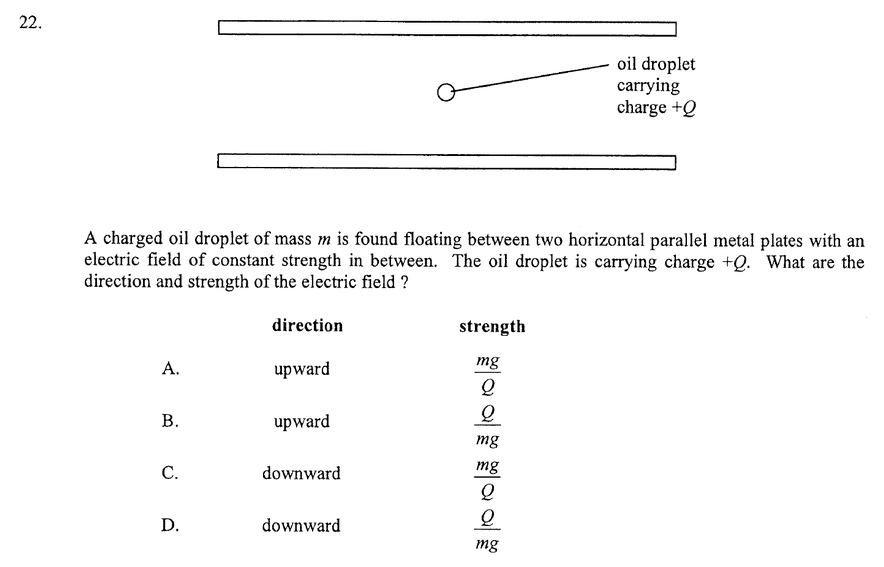 22.
oil droplet
carrying
charge +Q
A charged oil droplet of mass m is found floating between two horizontal parallel metal plates with an
electric field of constant strength in between. The oil droplet is carrying charge +Q. What are the
direction and strength of the electric field ?
direction strength
A. upward mg/Q
B. upward Q/mg
C. downward mg/Q
D. downward Q/mg